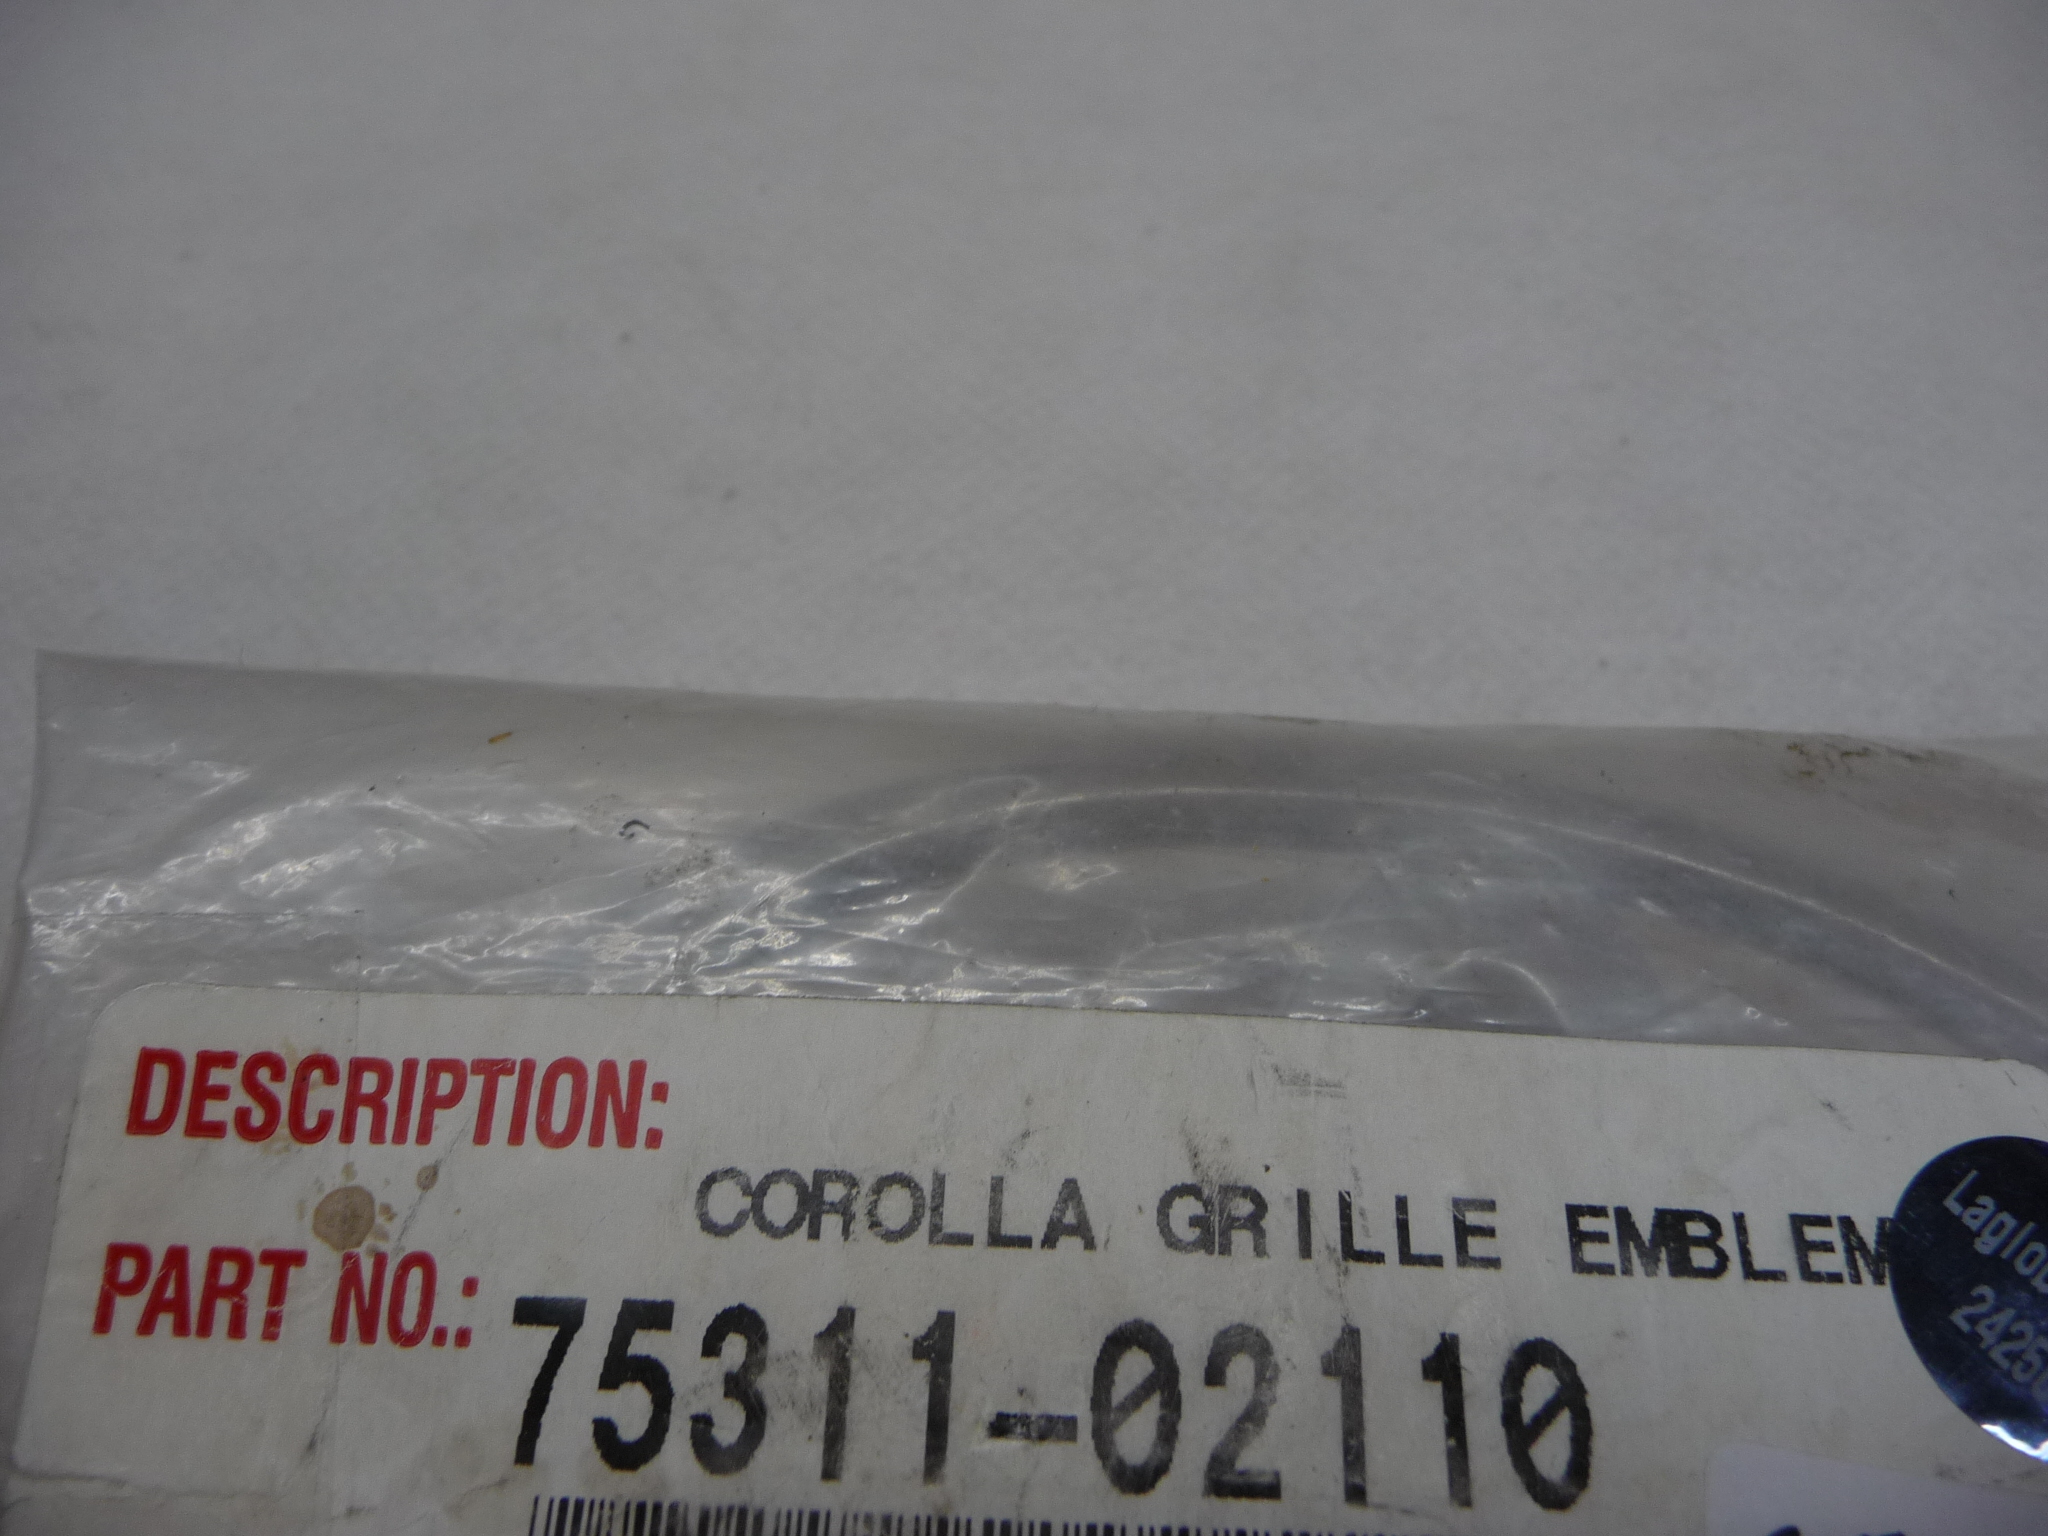 DESCRIPTION:
COROLLA GRILLE EMBLEM
PART NO.:
75311-02110